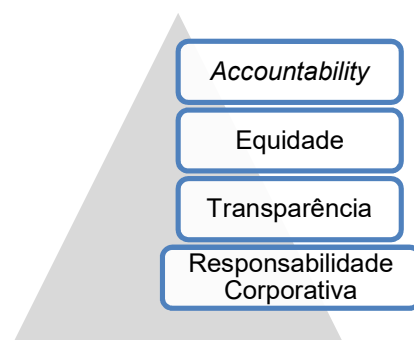 Accountability
Equidade
Transparência
Responsabilidade
Corporativa